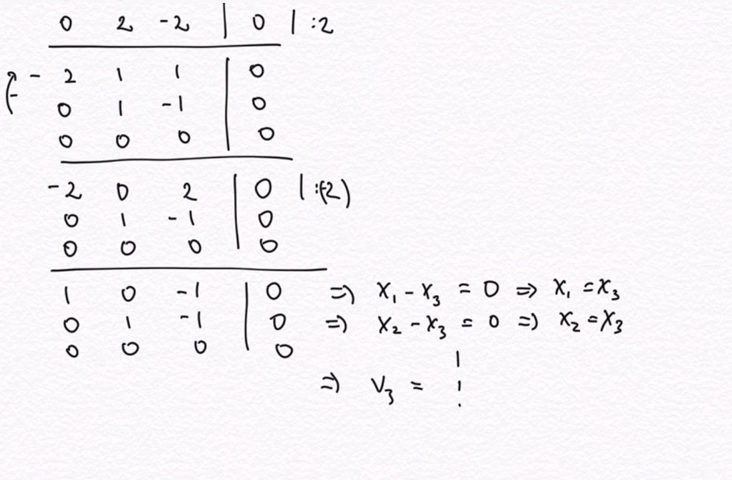 0 2 -2 | 0 | :2
- 2 1 1 | 0
0 1 -1 | 0
0 0 0 | 0
-2 0 2 | 0 | :(-2)
0 1 -1 | 0
0 0 0 | 0
1 0 -1 | 0 ⇒ x₁ - x₃ = 0 ⇒ x₁ = x₃
0 1 -1 | 0 ⇒ x₂ - x₃ = 0 ⇒ x₂ = x₃
0 0 0 | 0
⇒ V₃ = 1
1